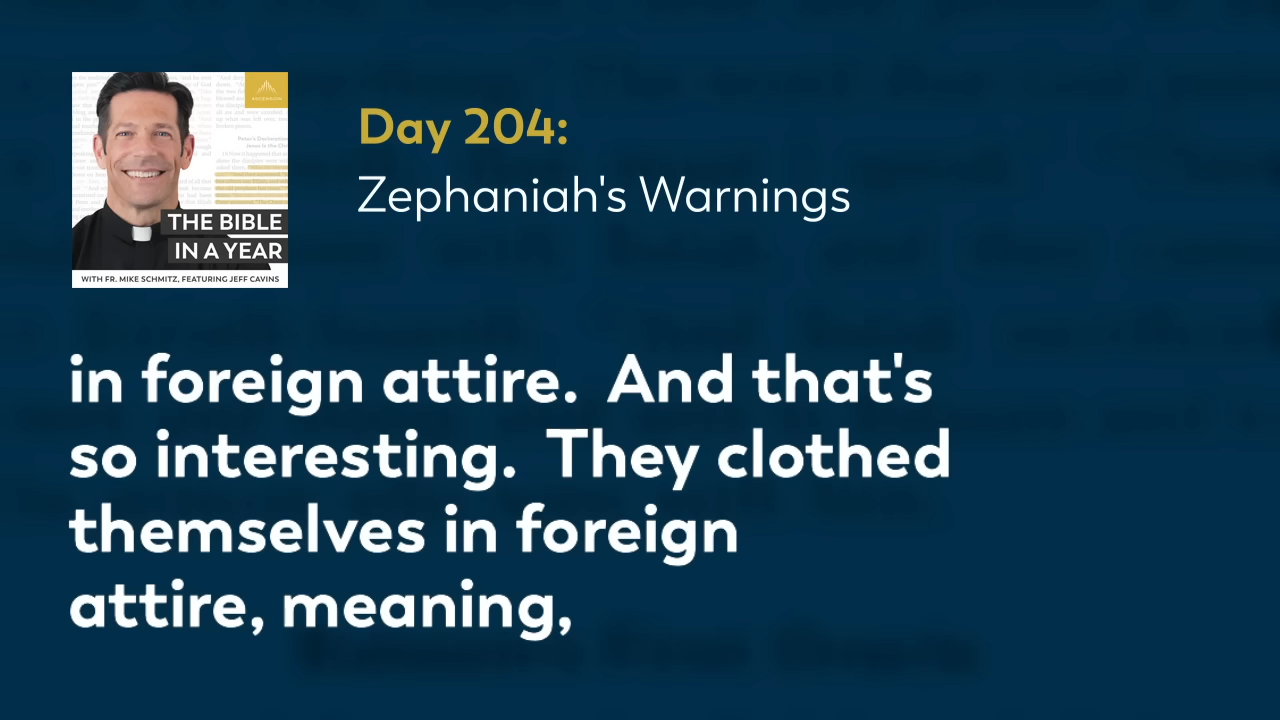 ASCENSION
Day 204:
Zephaniah's Warnings
THE BIBLE
IN A YEAR
WITH FR. MIKE SCHMITZ, FEATURING JEFF CAVINS
in foreign attire.  And that's
so interesting.  They clothed
themselves in foreign
attire, meaning,